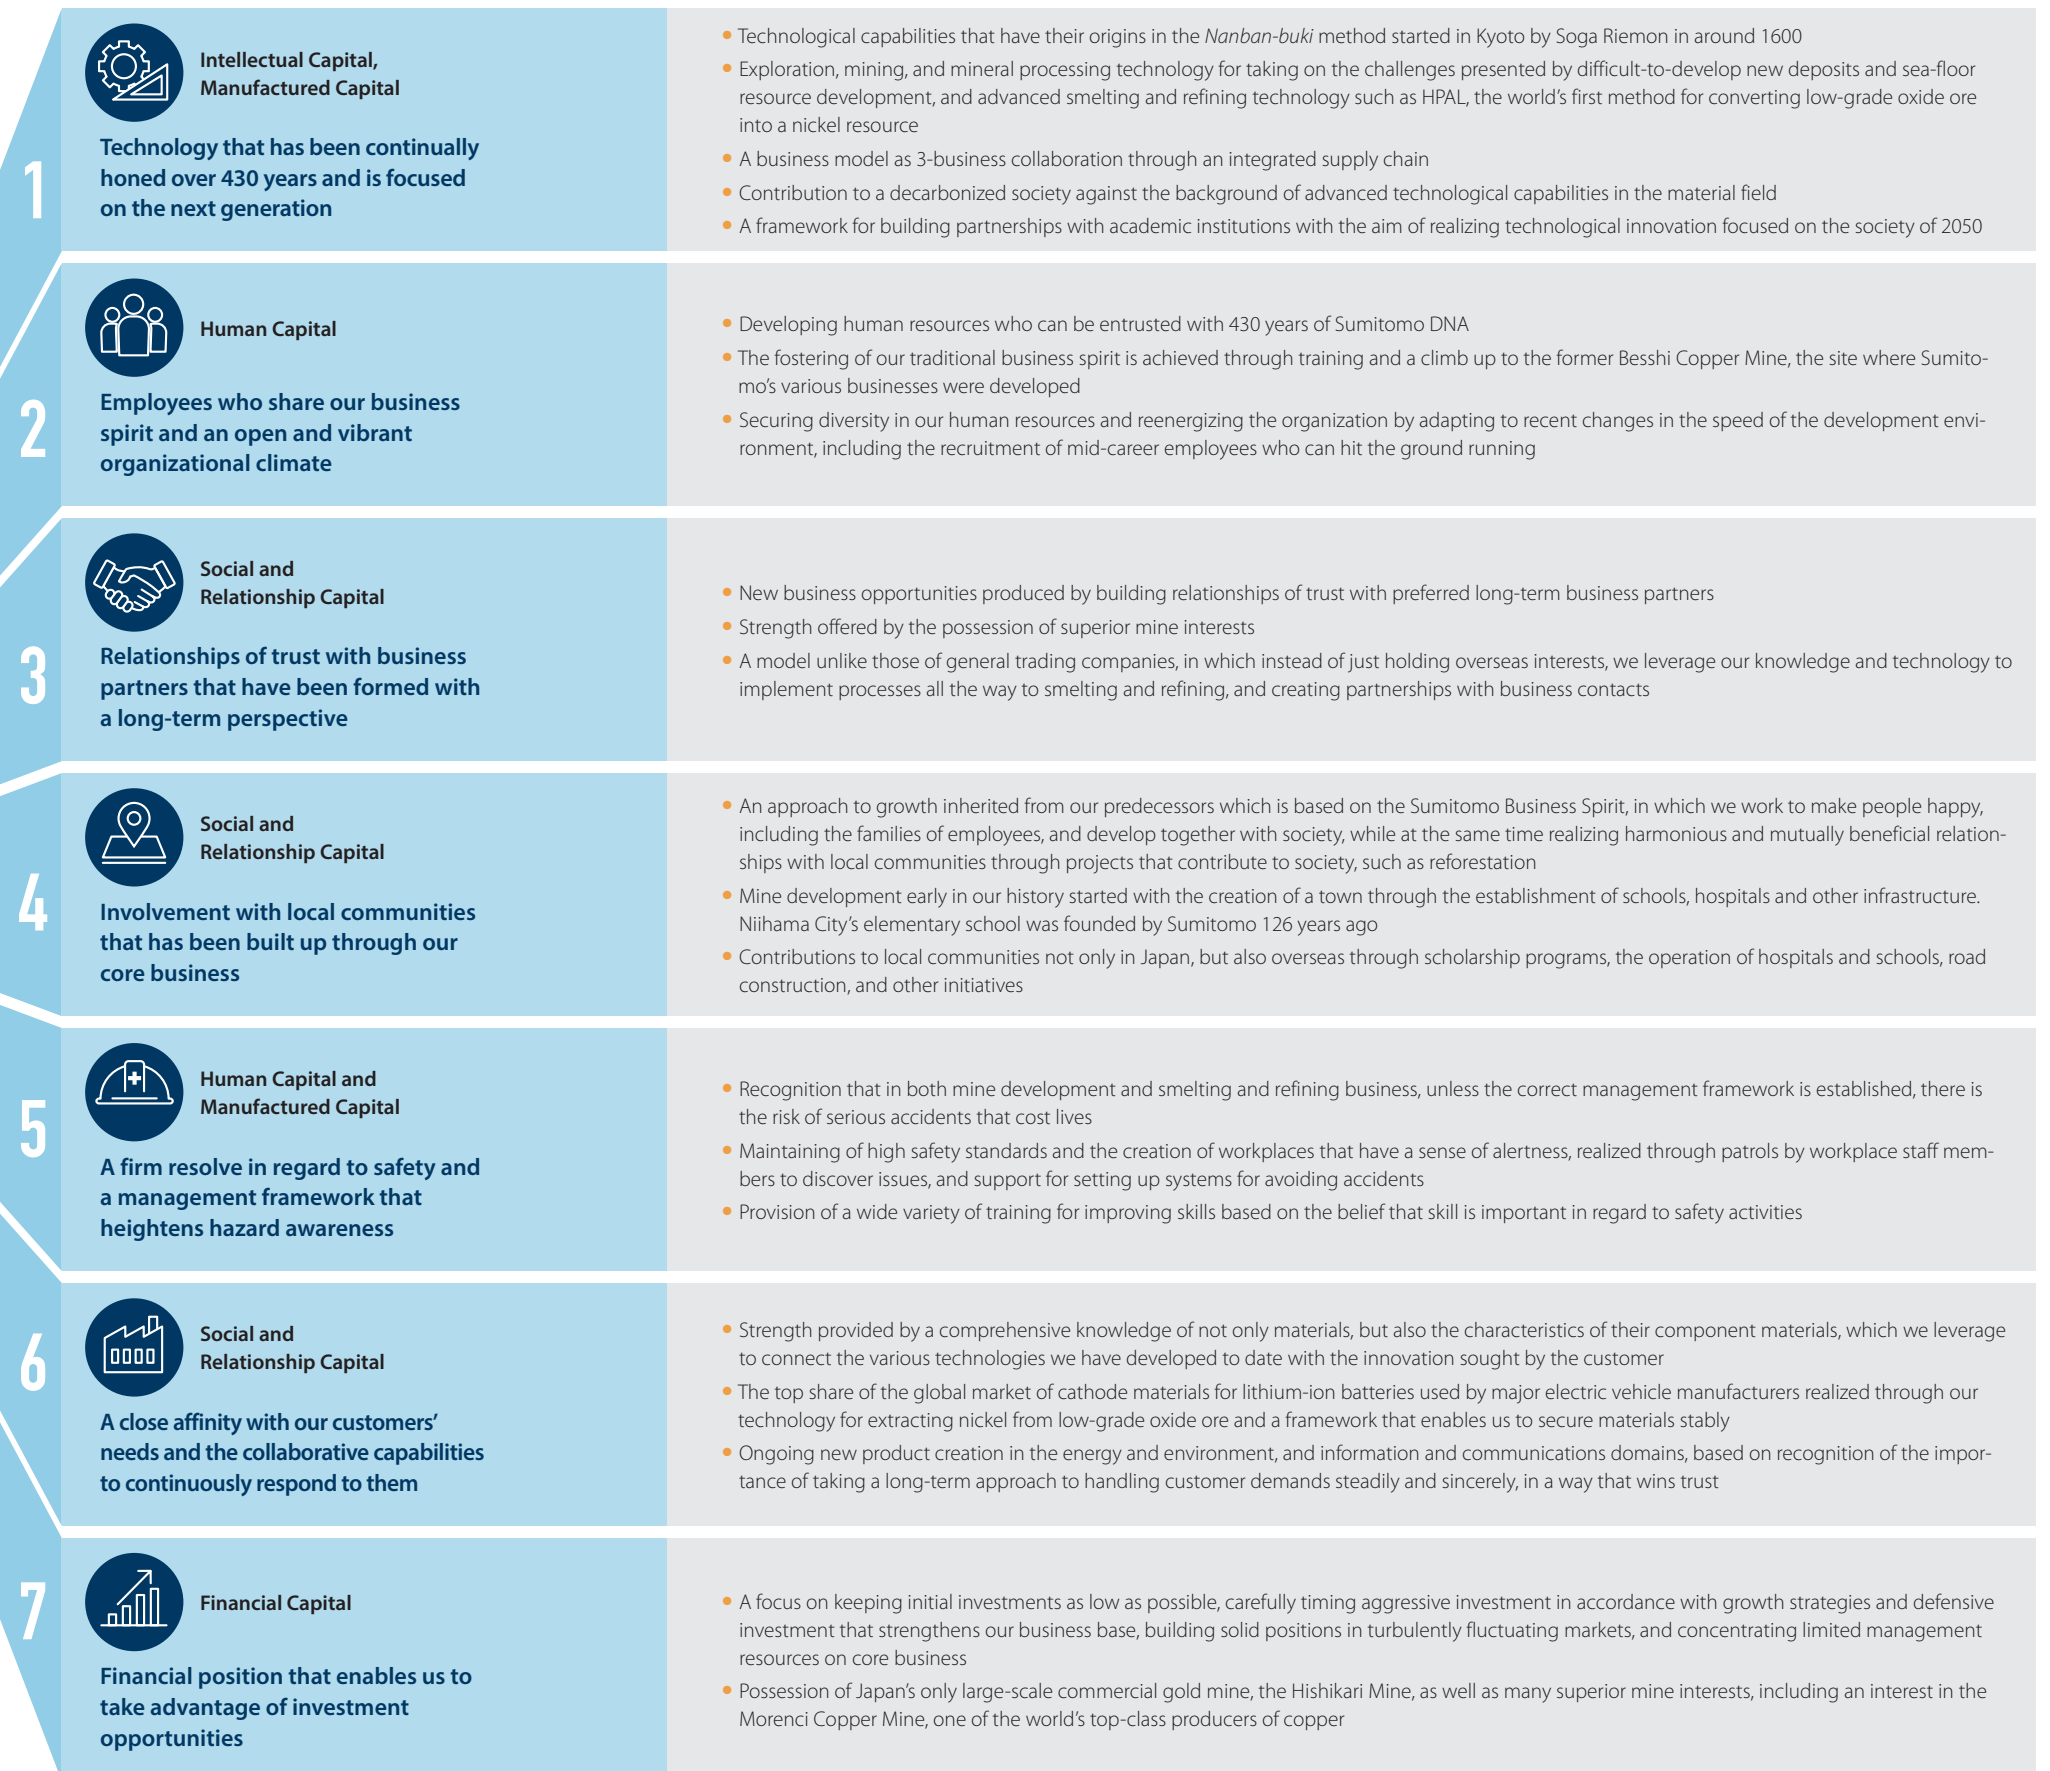 1
Intellectual Capital,
Manufactured Capital
Technology that has been continually
honed over 430 years and is focused
on the next generation
• Technological capabilities that have their origins in the Nanban-buki method started in Kyoto by Soga Riemon in around 1600
• Exploration, mining, and mineral processing technology for taking on the challenges presented by difficult-to-develop new deposits and sea-floor
resource development, and advanced smelting and refining technology such as HPAL, the world’s first method for converting low-grade oxide ore
into a nickel resource
• A business model as 3-business collaboration through an integrated supply chain
• Contribution to a decarbonized society against the background of advanced technological capabilities in the material field
• A framework for building partnerships with academic institutions with the aim of realizing technological innovation focused on the society of 2050
2
Human Capital
Employees who share our business
spirit and an open and vibrant
organizational climate
• Developing human resources who can be entrusted with 430 years of Sumitomo DNA
• The fostering of our traditional business spirit is achieved through training and a climb up to the former Besshi Copper Mine, the site where Sumito-
mo’s various businesses were developed
• Securing diversity in our human resources and reenergizing the organization by adapting to recent changes in the speed of the development envi-
ronment, including the recruitment of mid-career employees who can hit the ground running
3
Social and
Relationship Capital
Relationships of trust with business
partners that have been formed with
a long-term perspective
• New business opportunities produced by building relationships of trust with preferred long-term business partners
• Strength offered by the possession of superior mine interests
• A model unlike those of general trading companies, in which instead of just holding overseas interests, we leverage our knowledge and technology to
implement processes all the way to smelting and refining, and creating partnerships with business contacts
4
Social and
Relationship Capital
Involvement with local communities
that has been built up through our
core business
• An approach to growth inherited from our predecessors which is based on the Sumitomo Business Spirit, in which we work to make people happy,
including the families of employees, and develop together with society, while at the same time realizing harmonious and mutually beneficial relation-
ships with local communities through projects that contribute to society, such as reforestation
• Mine development early in our history started with the creation of a town through the establishment of schools, hospitals and other infrastructure.
Niihama City’s elementary school was founded by Sumitomo 126 years ago
• Contributions to local communities not only in Japan, but also overseas through scholarship programs, the operation of hospitals and schools, road
construction, and other initiatives
5
Human Capital and
Manufactured Capital
A firm resolve in regard to safety and
a management framework that
heightens hazard awareness
• Recognition that in both mine development and smelting and refining business, unless the correct management framework is established, there is
the risk of serious accidents that cost lives
• Maintaining of high safety standards and the creation of workplaces that have a sense of alertness, realized through patrols by workplace staff mem-
bers to discover issues, and support for setting up systems for avoiding accidents
• Provision of a wide variety of training for improving skills based on the belief that skill is important in regard to safety activities
6
Social and
Relationship Capital
A close affinity with our customers’
needs and the collaborative capabilities
to continuously respond to them
• Strength provided by a comprehensive knowledge of not only materials, but also the characteristics of their component materials, which we leverage
to connect the various technologies we have developed to date with the innovation sought by the customer
• The top share of the global market of cathode materials for lithium-ion batteries used by major electric vehicle manufacturers realized through our
technology for extracting nickel from low-grade oxide ore and a framework that enables us to secure materials stably
• Ongoing new product creation in the energy and environment, and information and communications domains, based on recognition of the impor-
tance of taking a long-term approach to handling customer demands steadily and sincerely, in a way that wins trust
7
Financial Capital
Financial position that enables us to
take advantage of investment
opportunities
• A focus on keeping initial investments as low as possible, carefully timing aggressive investment in accordance with growth strategies and defensive
investment that strengthens our business base, building solid positions in turbulently fluctuating markets, and concentrating limited management
resources on core business
• Possession of Japan’s only large-scale commercial gold mine, the Hishikari Mine, as well as many superior mine interests, including an interest in the
Morenci Copper Mine, one of the world’s top-class producers of copper